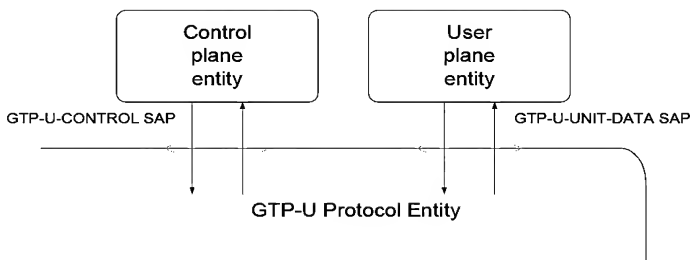 Control
plane
entity
User
plane
entity
GTP-U-CONTROL SAP
GTP-U-UNIT-DATA SAP
GTP-U Protocol Entity